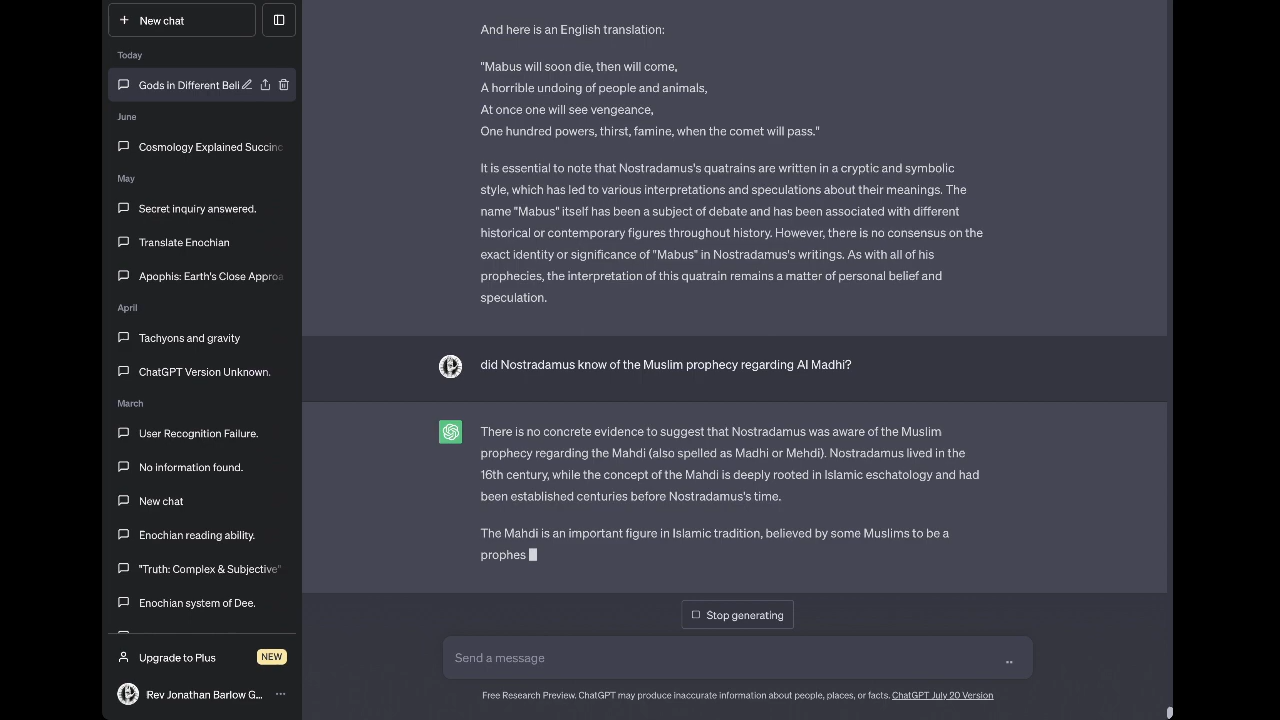 New chat
Today
Gods in Different Beli
June
Cosmology Explained Succinc
May
Secret inquiry answered.
Translate Enochian
Apophis: Earth's Close Approa
April
Tachyons and gravity
ChatGPT Version Unknown.
March
User Recognition Failure.
No information found.
New chat
Enochian reading ability.
"Truth: Complex & Subjective"
Enochian system of Dee.
Upgrade to Plus
NEW
Rev Jonathan Barlow G...
And here is an English translation:
"Mabus will soon die, then will come,
A horrible undoing of people and animals,
At once one will see vengeance,
One hundred powers, thirst, famine, when the comet will pass."
It is essential to note that Nostradamus's quatrains are written in a cryptic and symbolic
style, which has led to various interpretations and speculations about their meanings. The
name "Mabus" itself has been a subject of debate and has been associated with different
historical or contemporary figures throughout history. However, there is no consensus on the
exact identity or significance of "Mabus" in Nostradamus's writings. As with all of his
prophecies, the interpretation of this quatrain remains a matter of personal belief and
speculation.
did Nostradamus know of the Muslim prophecy regarding Al Madhi?
There is no concrete evidence to suggest that Nostradamus was aware of the Muslim
prophecy regarding the Mahdi (also spelled as Madhi or Mehdi). Nostradamus lived in the
16th century, while the concept of the Mahdi is deeply rooted in Islamic eschatology and had
been established centuries before Nostradamus's time.
The Mahdi is an important figure in Islamic tradition, believed by some Muslims to be a
prophes
Stop generating
Send a message
Free Research Preview. ChatGPT may produce inaccurate information about people, places, or facts. ChatGPT July 20 Version